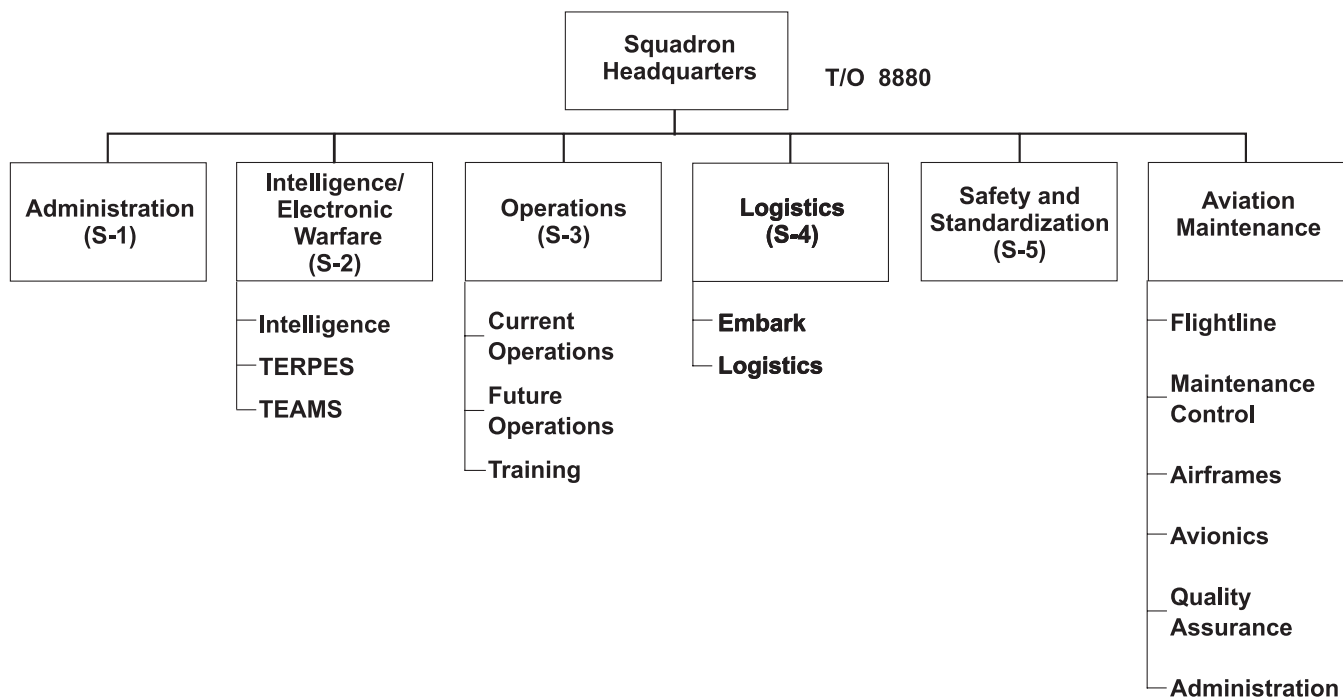 Squadron
Headquarters
T/O 8880
Administration
(S-1)
Intelligence/
Electronic
Warfare
(S-2)
Operations
(S-3)
Logistics
(S-4)
Safety and
Standardization
(S-5)
Aviation
Maintenance
Intelligence
TERPES
TEAMS
Current
Operations
Future
Operations
Training
Embark
Logistics
Flightline
Maintenance
Control
Airframes
Avionics
Quality
Assurance
Administration